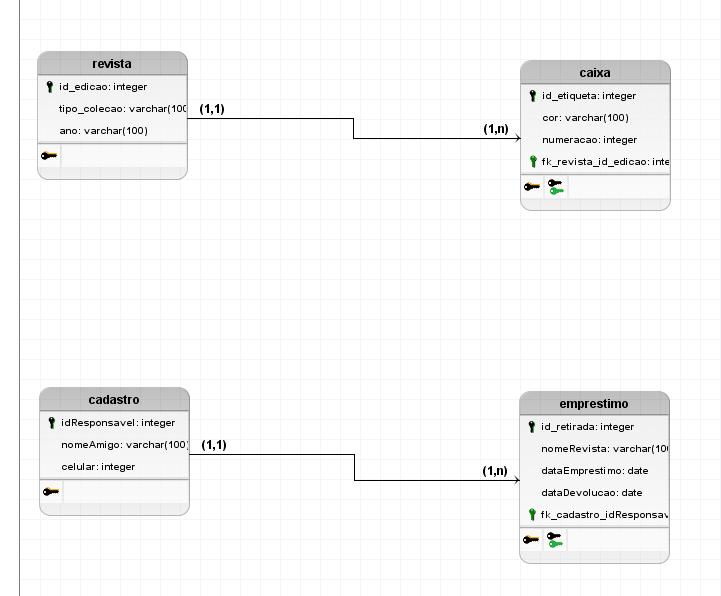 revista
id_edicao: integer
tipo_colecao: varchar(100
ano: varchar(100)
(1,1)
(1,n)
caixa
id_etiqueta: integer
cor: varchar(100)
numeracao: integer
fk_revista_id_edicao: inte
cadastro
idResponsavel: integer
nomeAmigo: varchar(100)
celular: integer
(1,1)
(1,n)
emprestimo
id_retirada: integer
nomeRevista: varchar(10
dataEmprestimo: date
dataDevolucao: date
fk_cadastro_idResponsav